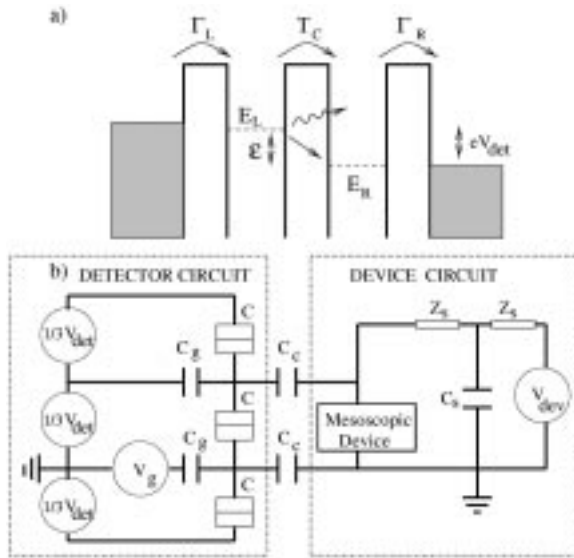 a)
Γ_L T_C Γ_R
E_L
ε
eV_det
E_R
b) DETECTOR CIRCUIT DEVICE CIRCUIT
C
Z_s Z_s
1/3 V_det
C_g C_c
C
1/3 V_det
C_s
V_dev
Mesoscopic
Device
V_g
C_g C_c
C
1/3 V_det